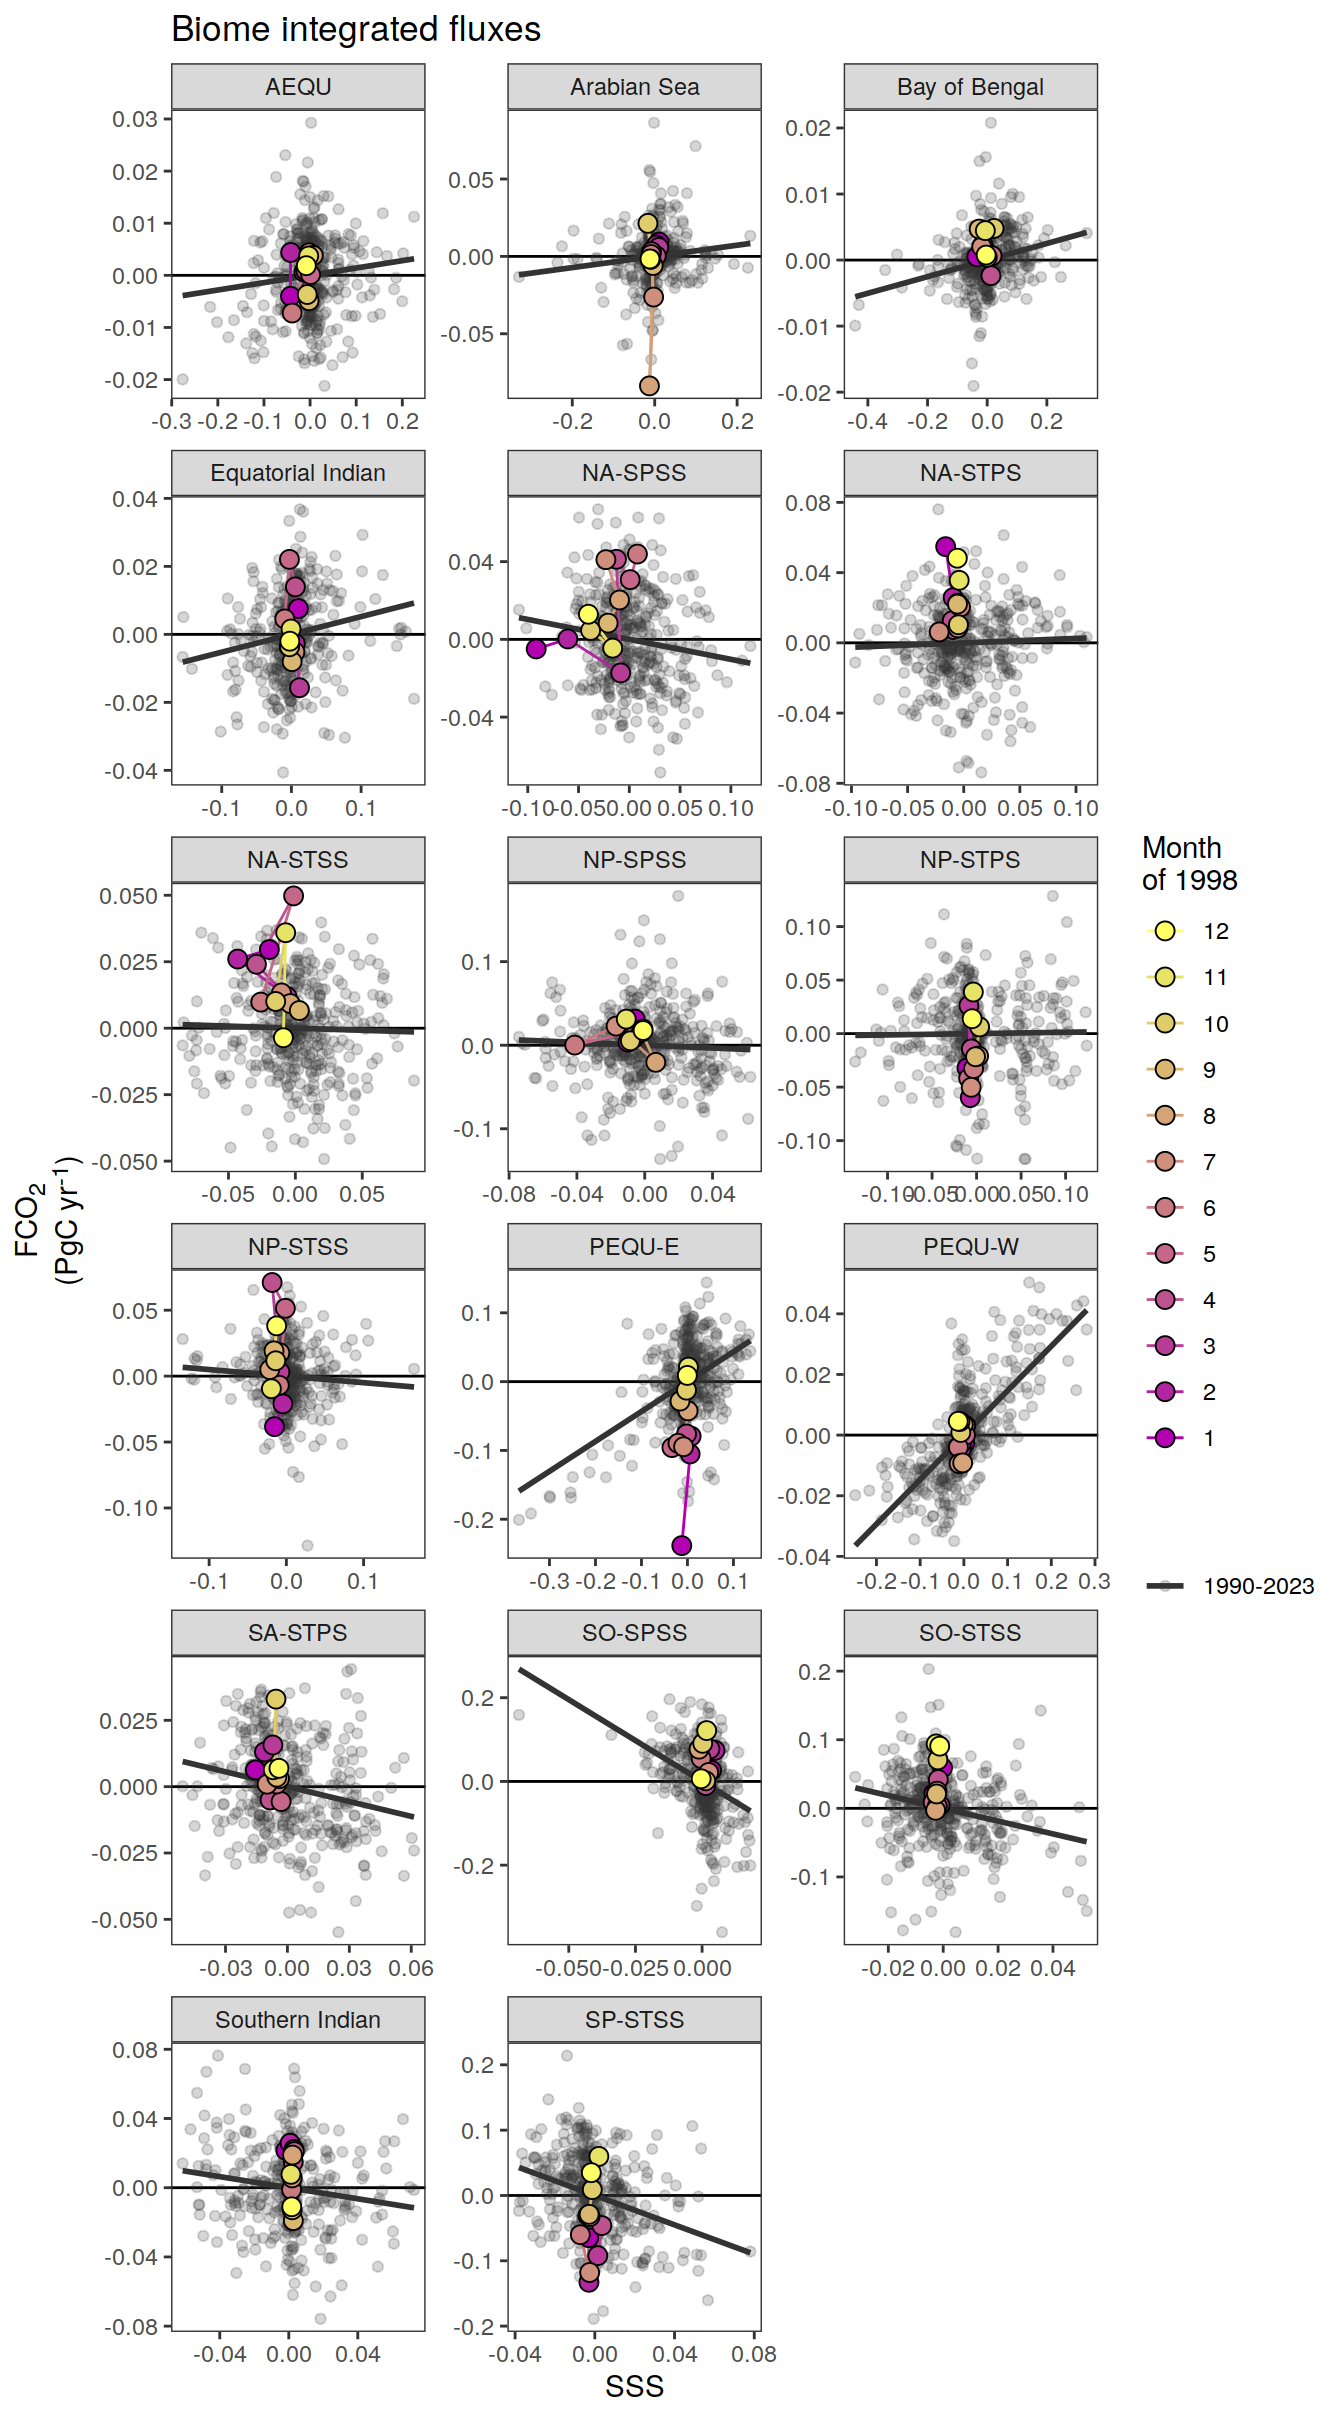 Biome integrated fluxes
AEQU
Arabian Sea
Bay of Bengal
0.03
0.02
0.01
0.00
-0.01
-0.02
-0.3 -0.2 -0.1 0.0 0.1 0.2
0.05
0.00
-0.05
-0.2 0.0 0.2
0.02
0.01
0.00
-0.01
-0.02
-0.4 -0.2 0.0 0.2
Equatorial Indian
NA-SPSS
NA-STPS
0.04
0.02
0.00
-0.02
-0.04
-0.1 0.0 0.1
0.04
0.00
-0.04
-0.10 -0.05 0.00 0.05 0.10
0.08
0.04
0.00
-0.04
-0.08
-0.10 -0.05 0.00 0.05 0.10
NA-STSS
NP-SPSS
NP-STPS
0.050
0.025
0.000
-0.025
-0.050
-0.05 0.00 0.05
0.1
0.0
-0.1
-0.08 -0.04 0.00 0.04
0.10
0.05
0.00
-0.05
-0.10
-0.10 -0.05 0.00 0.05 0.10
NP-STSS
PEQU-E
PEQU-W
0.05
0.00
-0.05
-0.10
-0.1 0.0 0.1
0.1
0.0
-0.1
-0.2
-0.3 -0.2 -0.1 0.0 0.1
0.04
0.02
0.00
-0.02
-0.04
-0.2 -0.1 0.0 0.1 0.2 0.3
SA-STPS
SO-SPSS
SO-STSS
0.025
0.000
-0.025
-0.050
-0.03 0.00 0.03 0.06
0.2
0.0
-0.2
-0.050 -0.025 0.000
0.2
0.1
0.0
-0.1
-0.02 0.00 0.02 0.04
Southern Indian
SP-STSS
0.08
0.04
0.00
-0.04
-0.08
-0.04 0.00 0.04
0.2
0.1
0.0
-0.1
-0.2
-0.04 0.00 0.04 0.08
SSS
FCO₂
(PgC yr⁻¹)
Month
of 1998
12
11
10
9
8
7
6
5
4
3
2
1
1990-2023